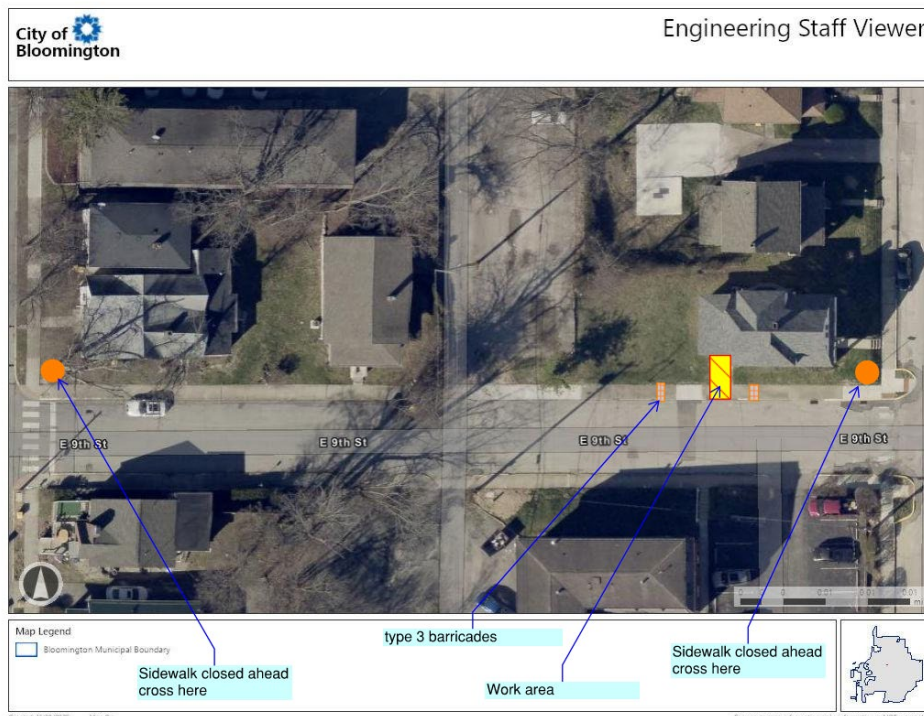 City of
Bloomington
Engineering Staff Viewer
E 9th St
E 9th St
E 9th St
E 9th St
Map Legend
Bloomington Municipal Boundary
Sidewalk closed ahead
cross here
type 3 barricades
Work area
Sidewalk closed ahead
cross here